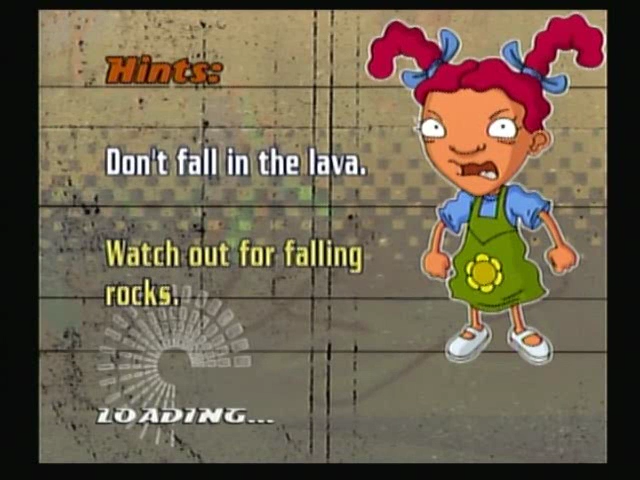 Hints:
Don't fall in the lava.
Watch out for falling
rocks.
LOADING...